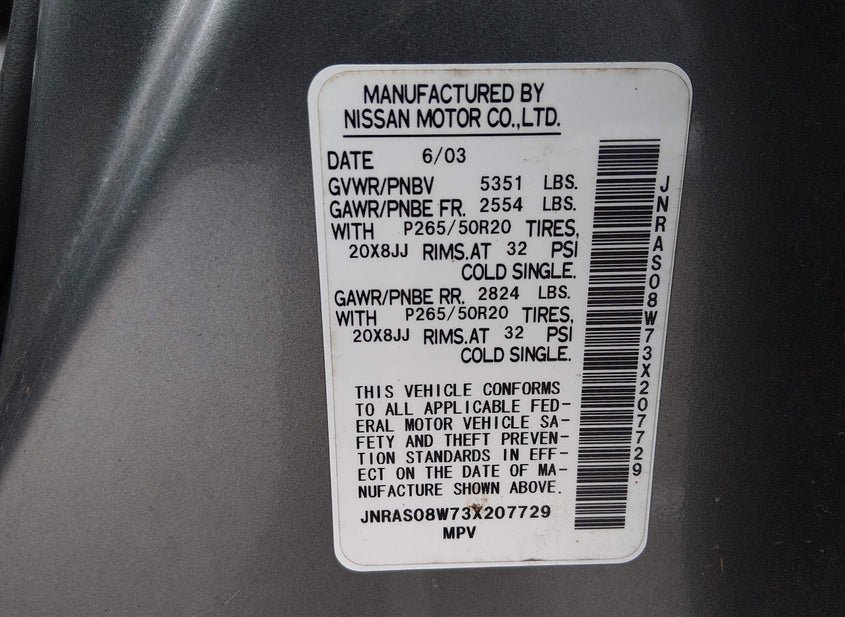 MANUFACTURED BY
NISSAN MOTOR CO.,LTD.
DATE 6/03
GVWR/PNBV 5351 LBS.
GAWR/PNBE FR. 2554 LBS.
WITH P265/50R20 TIRES,
20X8JJ RIMS.AT 32 PSI
COLD SINGLE.
GAWR/PNBE RR. 2824 LBS.
WITH P265/50R20 TIRES,
20X8JJ RIMS.AT 32 PSI
COLD SINGLE.
THIS VEHICLE CONFORMS
TO ALL APPLICABLE FED-
ERAL MOTOR VEHICLE SA-
FETY AND THEFT PREVEN-
TION STANDARDS IN EFF-
ECT ON THE DATE OF MA-
NUFACTURE SHOWN ABOVE.
JNRAS08W73X207729
MPV
JNRAS08W73X207729